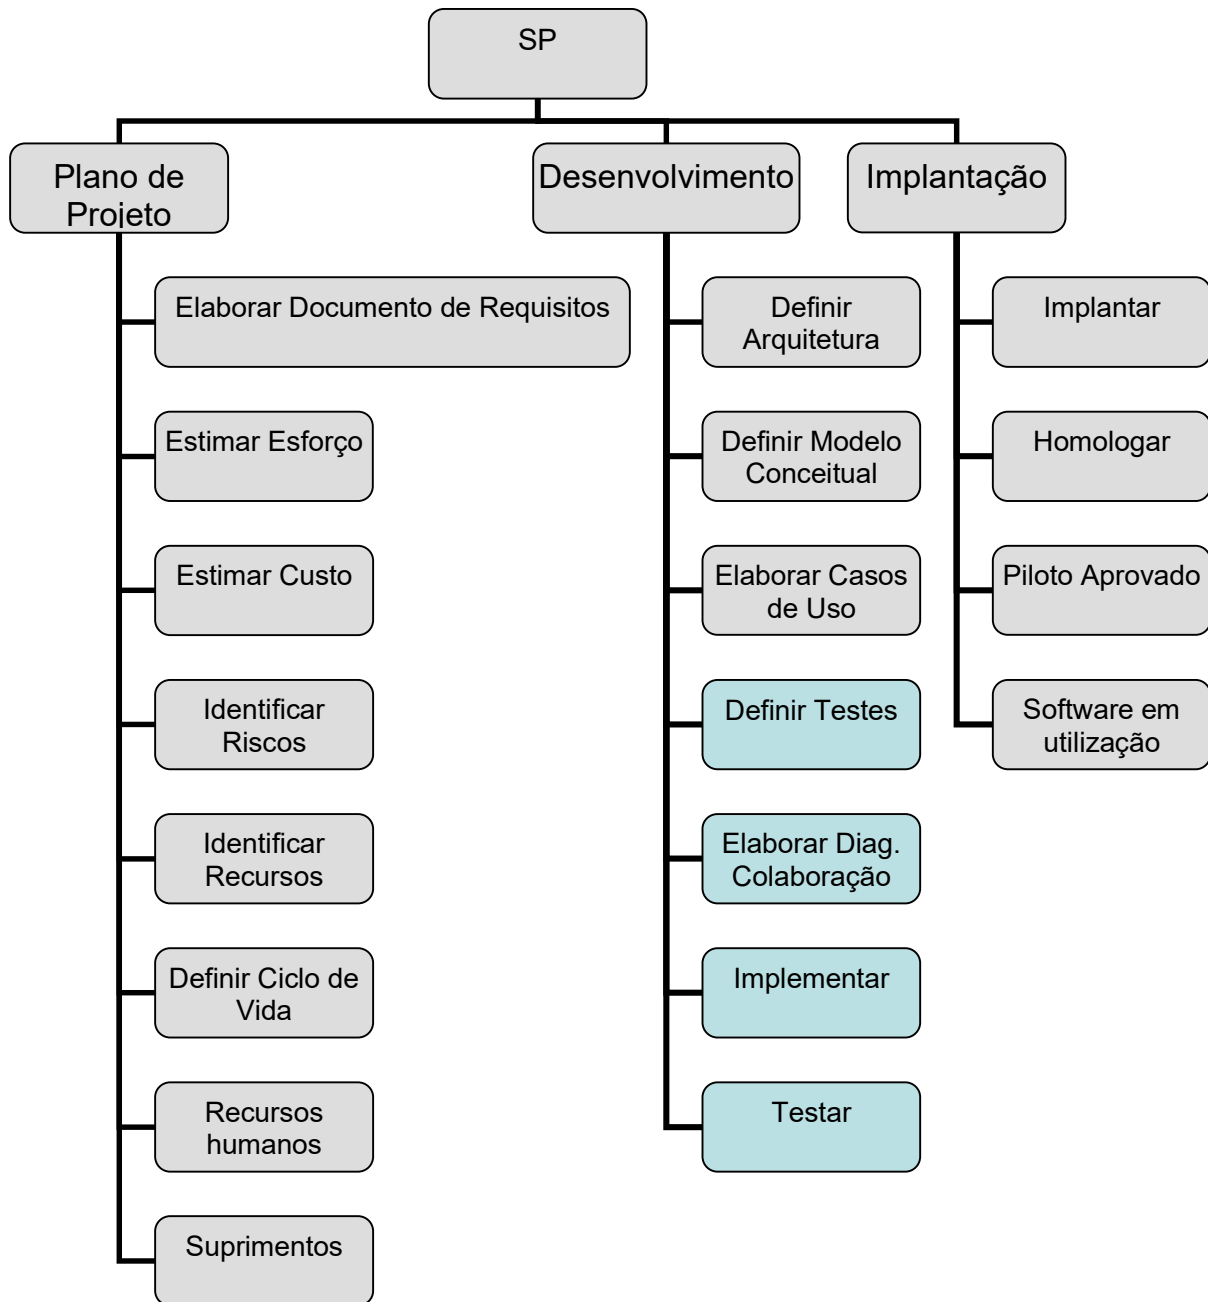 SP
Plano de
Projeto
Desenvolvimento
Implantação
Elaborar Documento de Requisitos
Estimar Esforço
Estimar Custo
Identificar
Riscos
Identificar
Recursos
Definir Ciclo de
Vida
Recursos
humanos
Suprimentos
Definir
Arquitetura
Definir Modelo
Conceitual
Elaborar Casos
de Uso
Definir Testes
Elaborar Diag.
Colaboração
Implementar
Testar
Implantar
Homologar
Piloto Aprovado
Software em
utilização